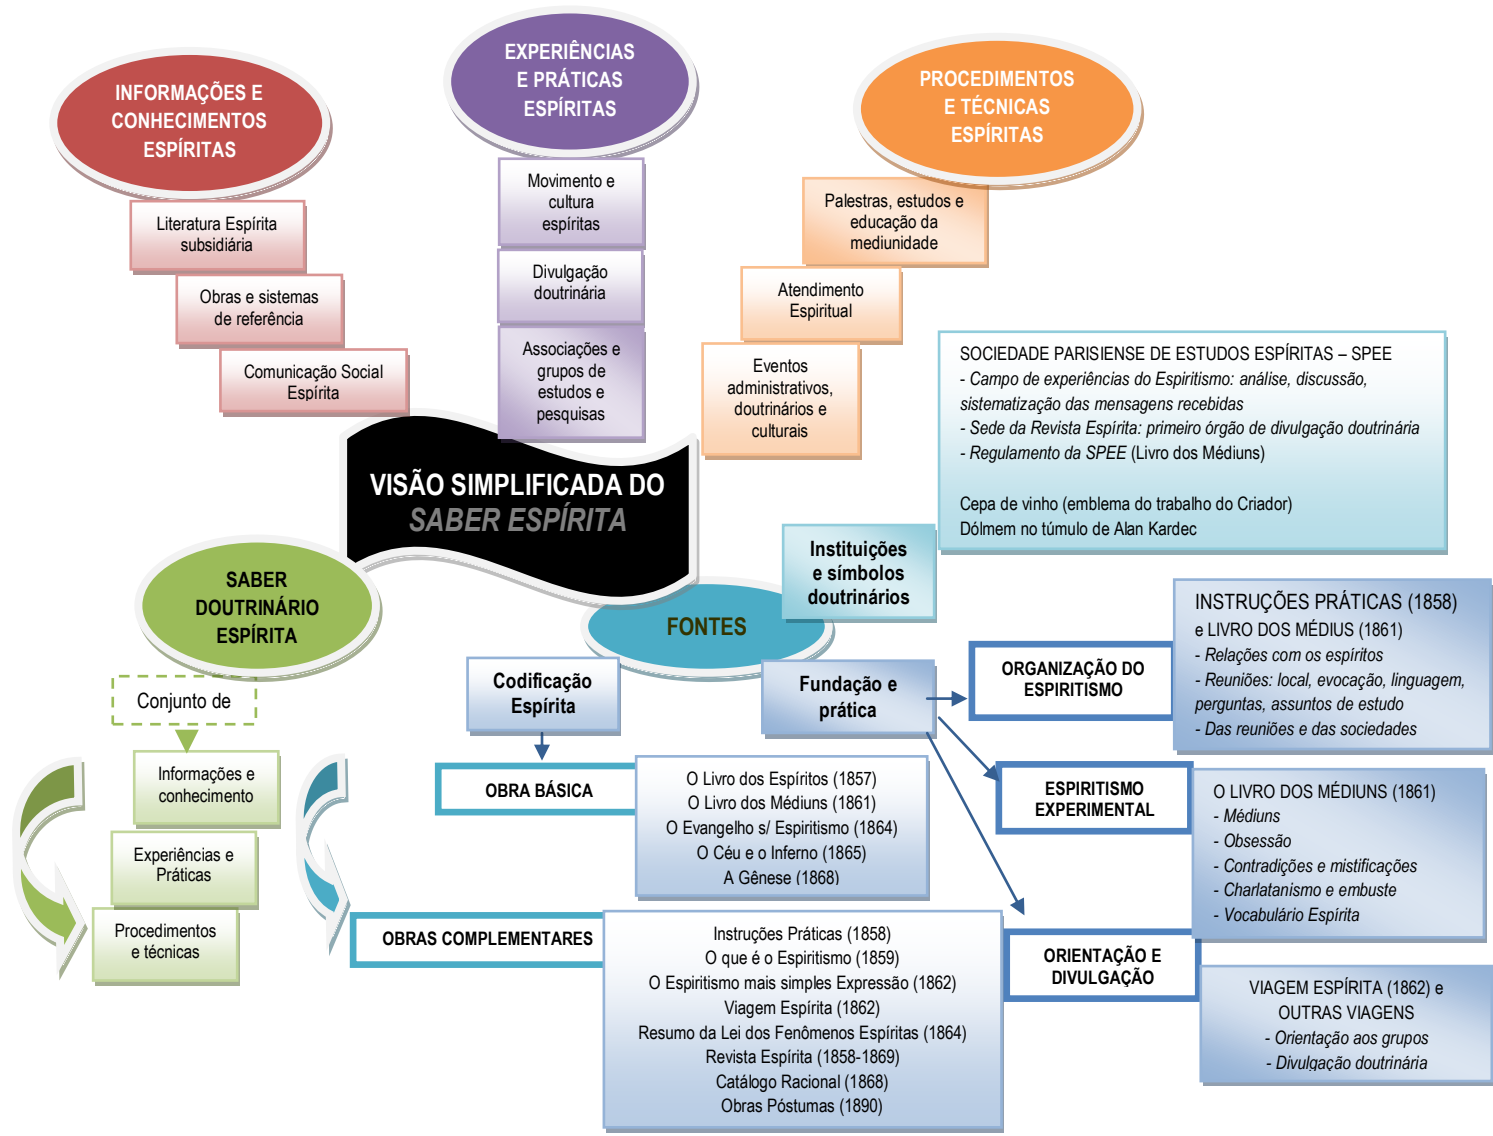 INFORMAÇÕES E
CONHECIMENTOS
ESPÍRITAS
Literatura Espírita
subsidiária
Obras e sistemas
de referência
Comunicação Social
Espírita
EXPERIÊNCIAS
E PRÁTICAS
ESPÍRITAS
Movimento e
cultura
espíritas
Divulgação
doutrinária
Associações e
grupos de
estudos e
pesquisas
PROCEDIMENTOS
E TÉCNICAS
ESPÍRITAS
Palestras, estudos e
educação da
mediunidade
Atendimento
Espiritual
Eventos
administrativos,
doutrinários e
culturais
SOCIEDADE PARISIENSE DE ESTUDOS ESPÍRITAS – SPEE
- Campo de experiências do Espiritismo: análise, discussão,
sistematização das mensagens recebidas
- Sede da Revista Espírita: primeiro órgão de divulgação doutrinária
- Regulamento da SPEE (Livro dos Médiuns)
Cepa de vinho (emblema do trabalho do Criador)
Dólmem no túmulo de Alan Kardec
VISÃO SIMPLIFICADA DO
SABER ESPÍRITA
Instituições
e símbolos
doutrinários
SABER
DOUTRINÁRIO
ESPÍRITA
Conjunto de
Informações e
conhecimento
Experiências e
Práticas
Procedimentos
e técnicas
FONTES
Codificação
Espírita
Fundação e
prática
ORGANIZAÇÃO DO
ESPIRITISMO
INSTRUÇÕES PRÁTICAS (1858)
e LIVRO DOS MÉDIUS (1861)
- Relações com os espíritos
- Reuniões: local, evocação, linguagem,
perguntas, assuntos de estudo
- Das reuniões e das sociedades
OBRA BÁSICA
O Livro dos Espíritos (1857)
O Livro dos Médiuns (1861)
O Evangelho s/ Espiritismo (1864)
O Céu e o Inferno (1865)
A Gênese (1868)
ESPIRITISMO
EXPERIMENTAL
O LIVRO DOS MÉDIUNS (1861)
- Médiuns
- Obsessão
- Contradições e mistificações
- Charlatanismo e embuste
- Vocabulário Espírita
OBRAS COMPLEMENTARES
Instruções Práticas (1858)
O que é o Espiritismo (1859)
O Espiritismo mais simples Expressão (1862)
Viagem Espírita (1862)
Resumo da Lei dos Fenômenos Espíritas (1864)
Revista Espírita (1858-1869)
Catálogo Racional (1868)
Obras Póstumas (1890)
ORIENTAÇÃO E
DIVULGAÇÃO
VIAGEM ESPÍRITA (1862) e
OUTRAS VIAGENS
- Orientação aos grupos
- Divulgação doutrinária